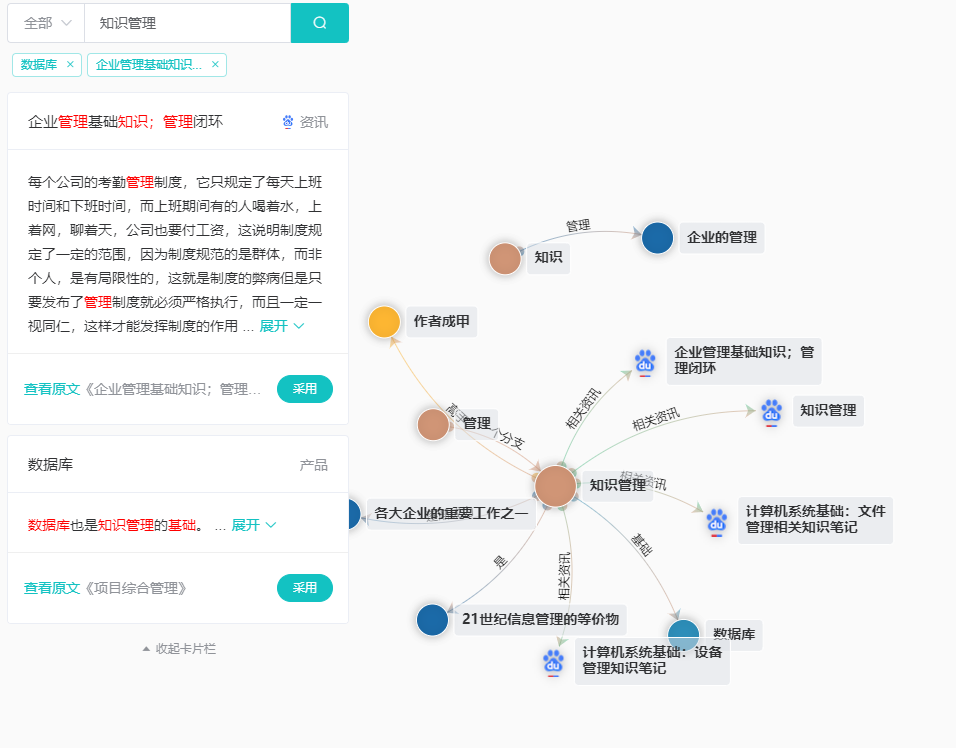 全部
知识管理
数据库 ×
企业管理基础知识... ×
企业管理基础知识；管理闭环
资讯
每个公司的考勤管理制度，它只规定了每天上班
时间和下班时间，而上班期间有的人喝着水，上
着网，聊着天，公司也要付工资，这说明制度规
定了一定的范围，因为制度规范的是群体，而非
个人，是有局限性的，这就是制度的弊病但是只
要发布了管理制度就必须严格执行，而且一定一
视同仁，这样才能发挥制度的作用 ... 展开
查看原文《企业管理基础知识；管理...
采用
数据库
产品
数据库也是知识管理的基础。 ... 展开
查看原文《项目综合管理》
采用
收起卡片栏
管理
知识
企业的管理
作者成甲
企业管理基础知识；管
理闭环
相关资讯
知识管理
相关资讯
管理
个分支
知识管理
相关资讯
计算机系统基础：文件
管理相关知识笔记
各大企业的重要工作之一
是
相关资讯
基础
21世纪信息管理的等价物
数据库
计算机系统基础：设备
管理知识笔记